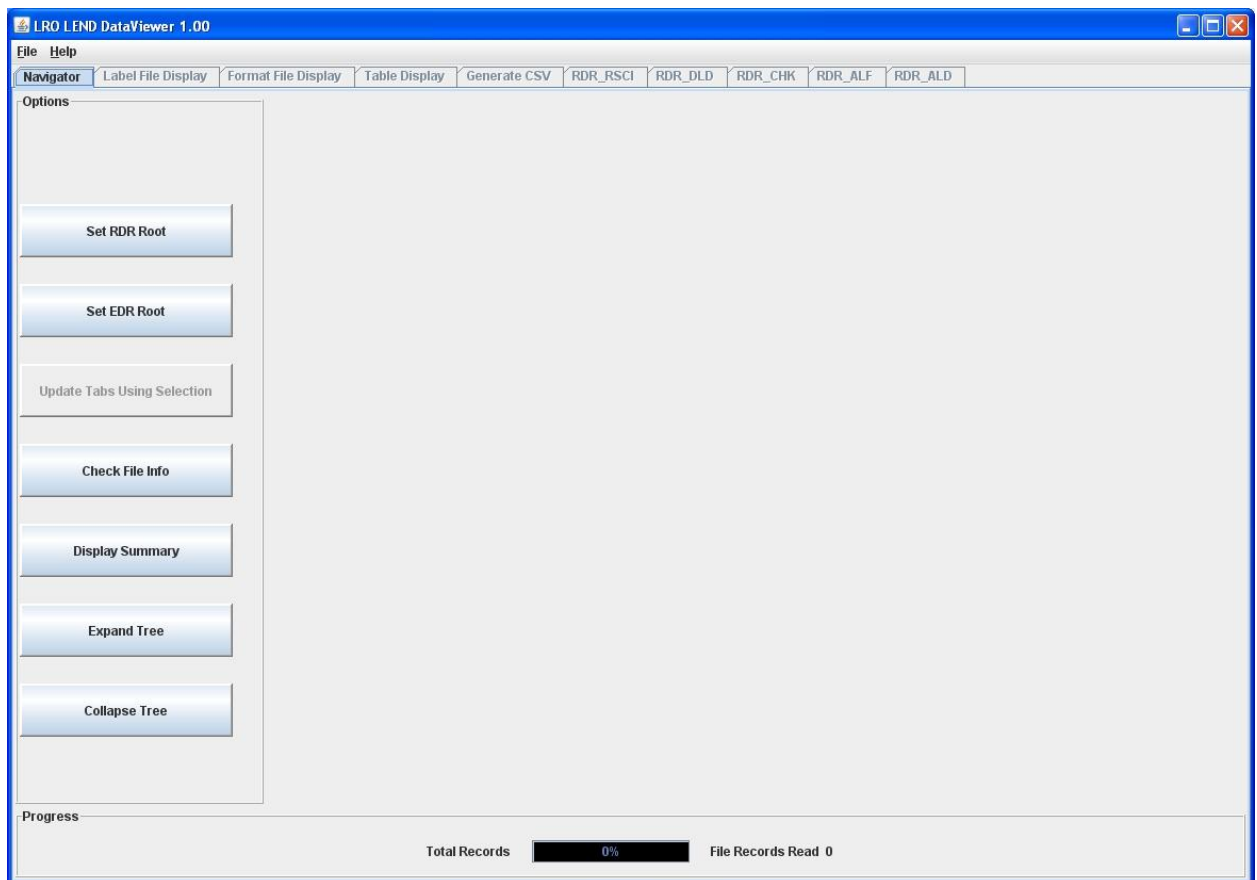 LRO LEND DataViewer 1.00
File Help
Navigator Label File Display Format File Display Table Display Generate CSV RDR_RSCI RDR_DLD RDR_CHK RDR_ALF RDR_ALD
Options
Set RDR Root
Set EDR Root
Update Tabs Using Selection
Check File Info
Display Summary
Expand Tree
Collapse Tree
Progress
Total Records 0% File Records Read 0